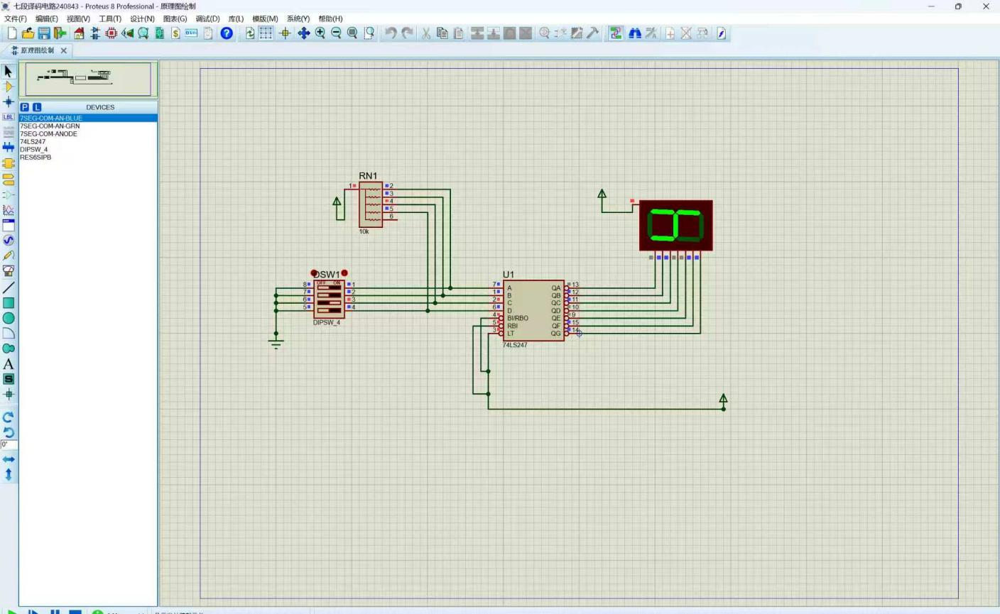 七段译码电路240843 - Proteus 8 Professional - 原理图绘制
文件(F) 编辑(E) 视图(V) 工具(T) 设计(N) 图表(G) 调试(D) 库(L) 模版(M) 系统(Y) 帮助(H)
原理图绘制
P L DEVICES
7SEG-COM-AN-BLUE
7SEG-COM-AN-GRN
7SEG-COM-ANODE
74LS247
DIPSW_4
RES6SIPB
LBL
A
S
0°
RN1
1 2
3
4
5
6
10k
DSW1
OFF ON
8 1
7 2
6 3
5 4
DIPSW_4
U1
7 A QA 13
1 B QB 12
2 C QC 11
6 D QD 10
4 BI/RBO QE 9
5 RBI QF 15
3 LT QG 14
74LS247